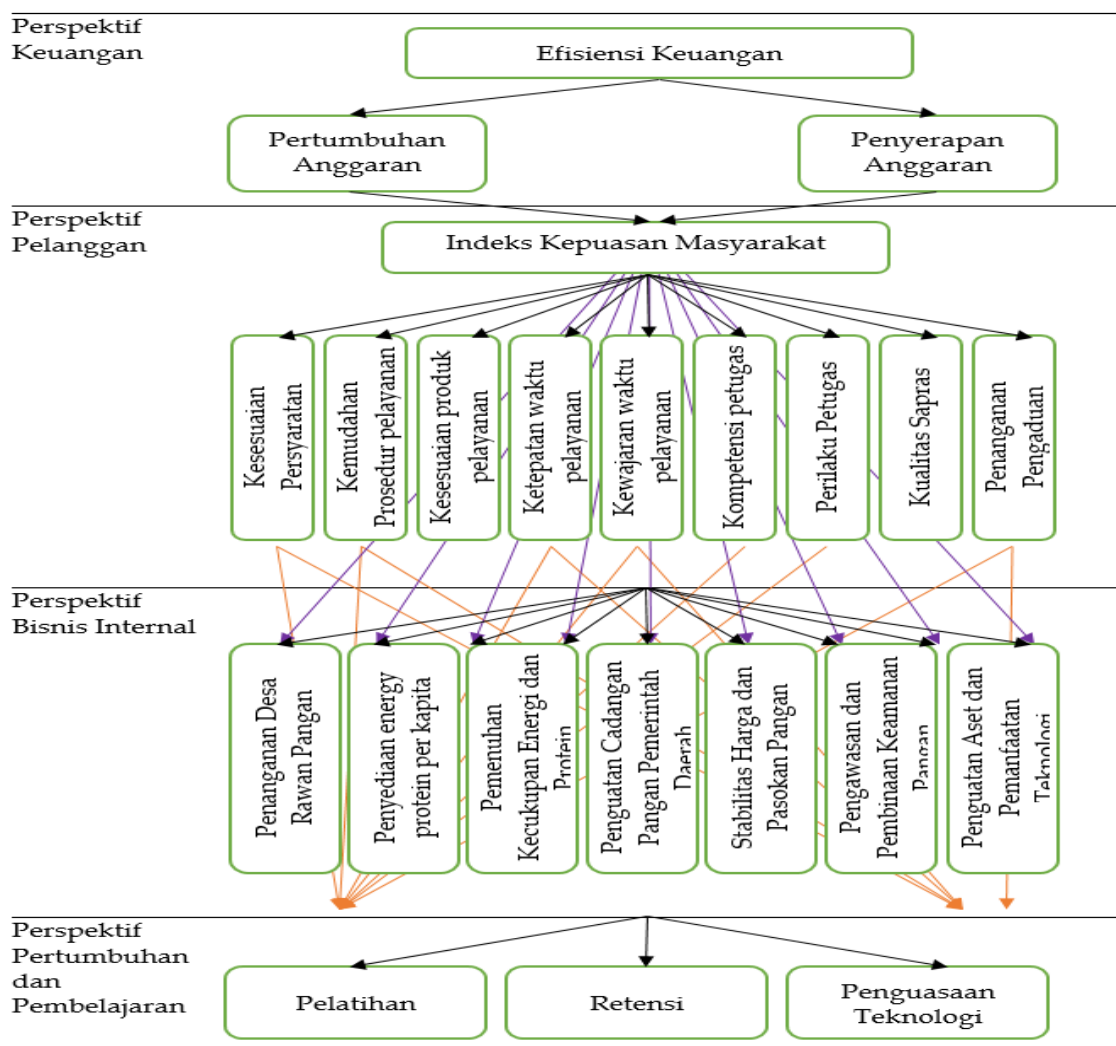 Perspektif
Keuangan
Efisiensi Keuangan
Pertumbuhan
Anggaran
Penyerapan
Anggaran
Perspektif
Pelanggan
Indeks Kepuasan Masyarakat
Kesesuaian
Persyaratan
Kemudahan
Prosedur pelayanan
Kesesuaian produk
pelayanan
Ketepatan waktu
pelayanan
Kewajaran waktu
pelayanan
Kompetensi petugas
Perilaku Petugas
Kualitas Sapras
Penanganan
Pengaduan
Perspektif
Bisnis Internal
Penanganan Desa
Rawan Pangan
Penyediaan energy
protein per kapita
Pemenuhan
Kecukupan Energi dan
Protein
Penguatan Cadangan
Pangan Pemerintah
Daerah
Stabilitas Harga dan
Pasokan Pangan
Pengawasan dan
Pembinaan Keamanan
Pangan
Penguatan Aset dan
Pemanfaatan
Teknologi
Perspektif
Pertumbuhan
dan
Pembelajaran
Pelatihan
Retensi
Penguasaan
Teknologi